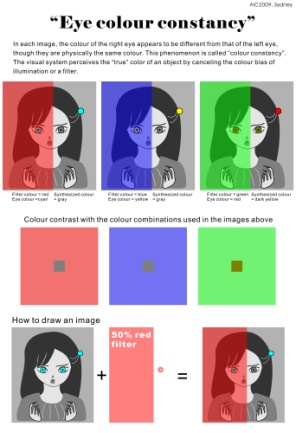 AIC2009, Sydney
“Eye colour constancy”
In each image, the colour of the right eye appears to be different from that of the left eye,
though they are physically the same colour. This phenomenon is called "colour constancy".
The visual system perceives the "true" color of an object by canceling the colour bias of
illumination or a filter.
Filter colour = red Synthesized colour
Eye colour =cyan = gray
Filter colour = blue Synthesized colour
Eye colour = yellow = gray
Filter colour = green Synthesized colour
Eye colour = red = dark yellow
Colour contrast with the colour combinations used in the images above
How to draw an image
50% red
filter
+
=